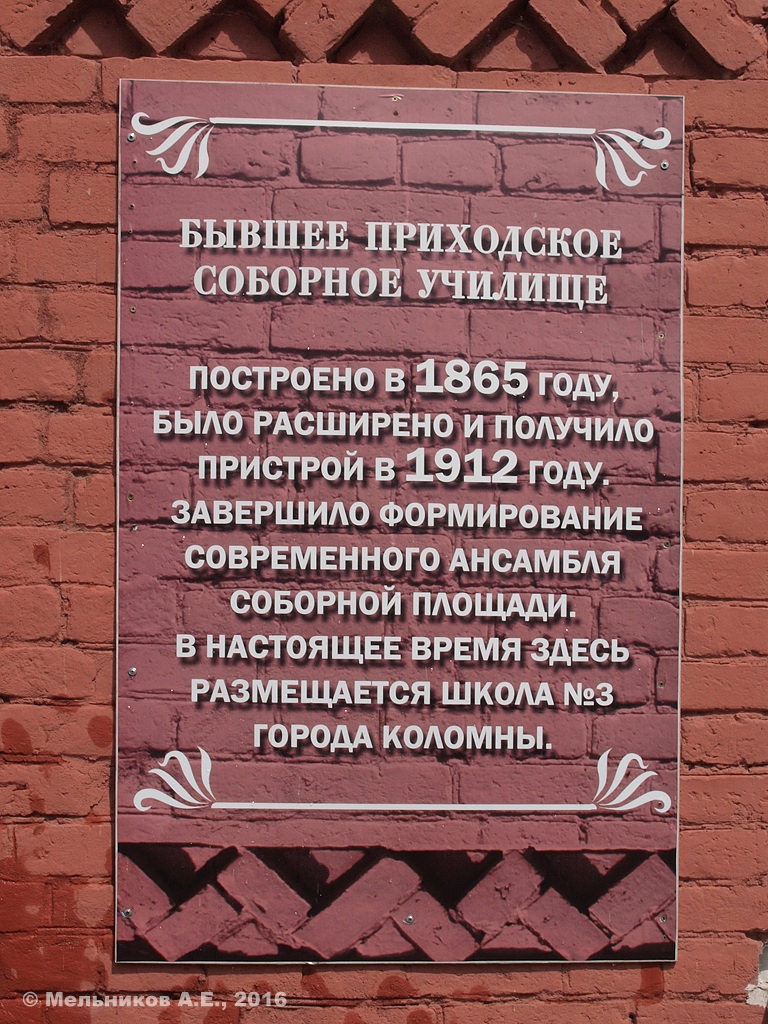 БЫВШЕЕ ПРИХОДСКОЕ
СОБОРНОЕ УЧИЛИЩЕ
ПОСТРОЕНО В 1865 ГОДУ,
БЫЛО РАСШИРЕНО И ПОЛУЧИЛО
ПРИСТРОЙ В 1912 ГОДУ.
ЗАВЕРШИЛО ФОРМИРОВАНИЕ
СОВРЕМЕННОГО АНСАМБЛЯ
СОБОРНОЙ ПЛОЩАДИ.
В НАСТОЯЩЕЕ ВРЕМЯ ЗДЕСЬ
РАЗМЕЩАЕТСЯ ШКОЛА №3
ГОРОДА КОЛОМНЫ.
© Мельников А.Е., 2016